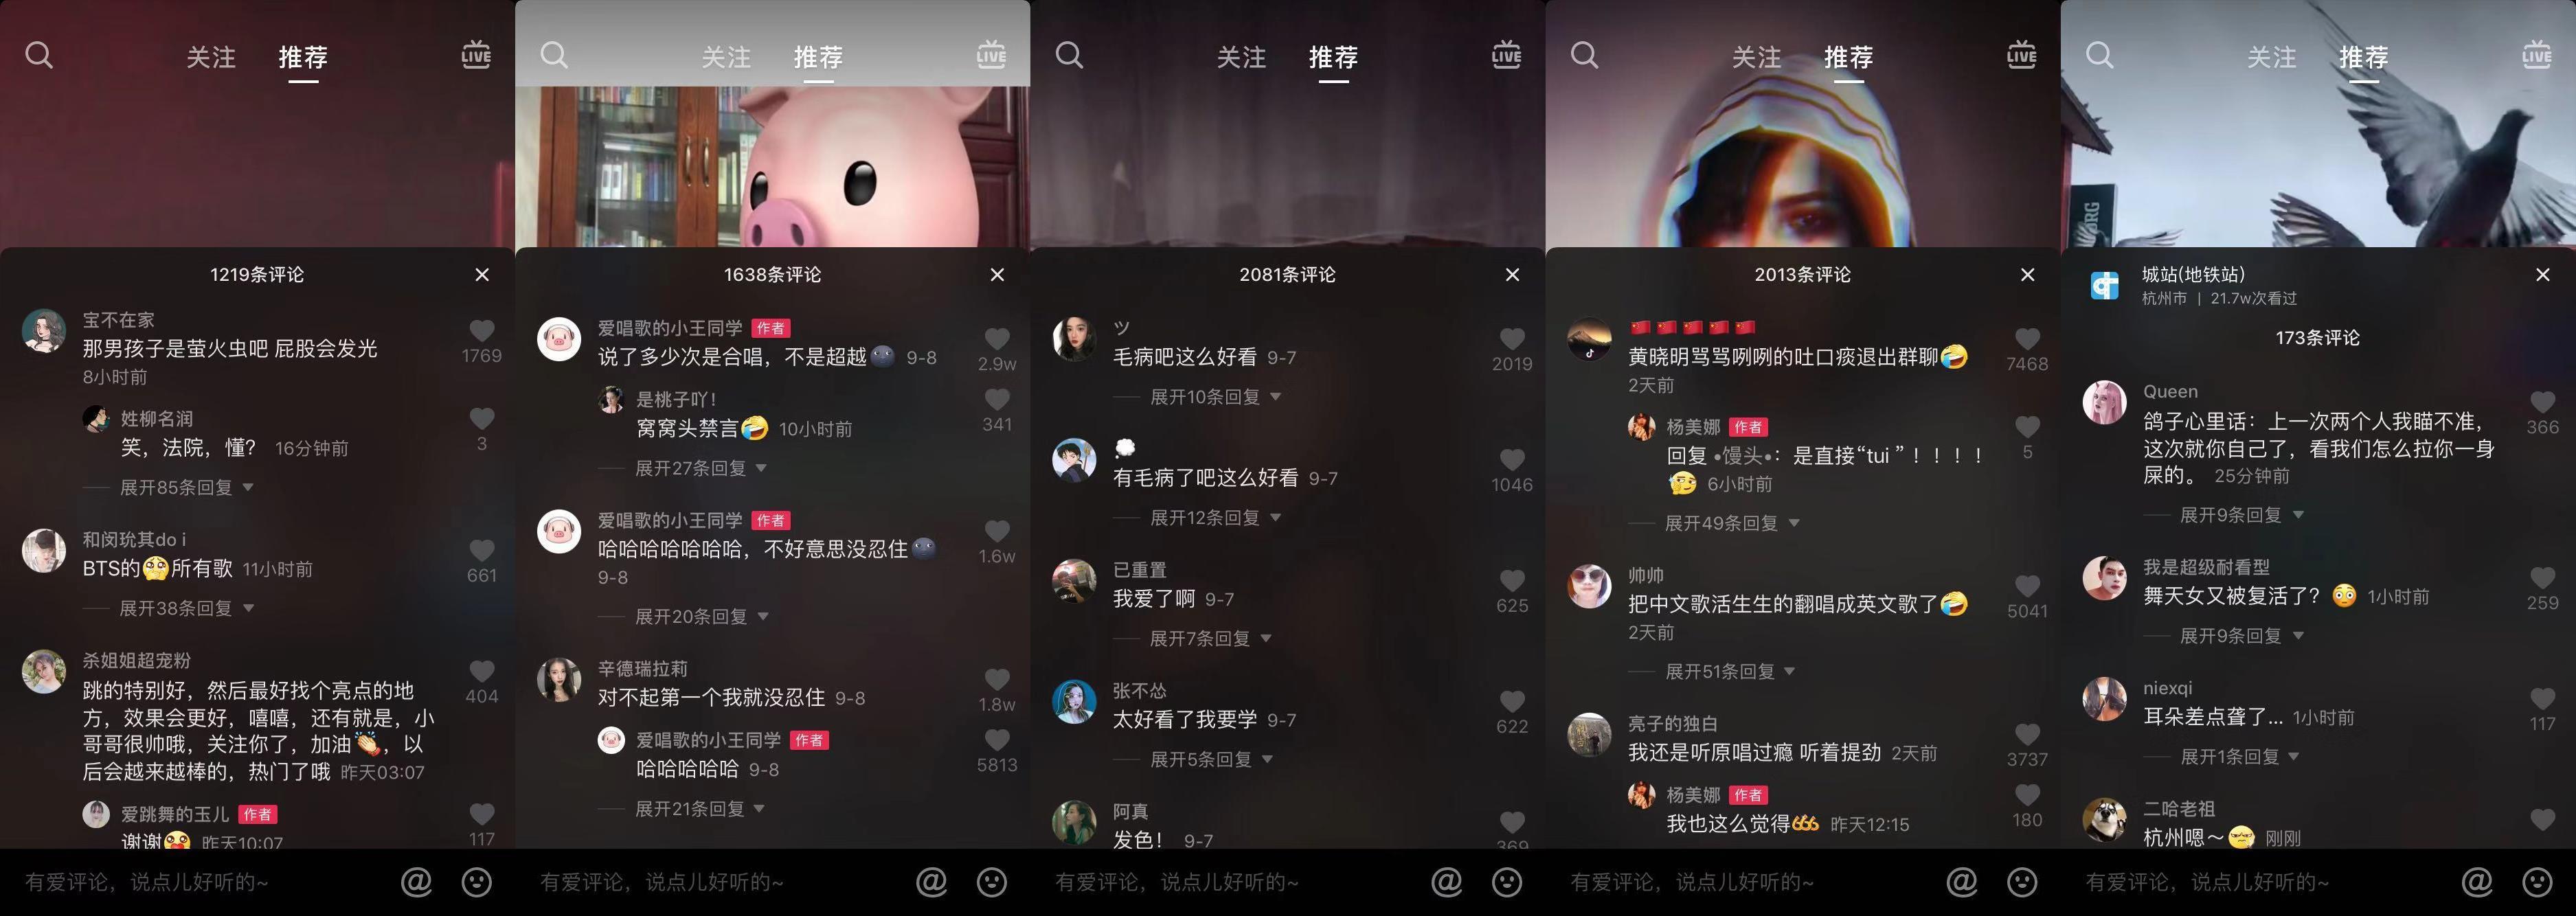 关注 推荐 LIVE
1219条评论
宝不在家
那男孩子是萤火虫吧 屁股会发光
8小时前
1769
姓柳名润
笑，法院，懂？ 16分钟前
3
展开85条回复
和闵玧其do i
BTS的🥺所有歌 11小时前
661
展开38条回复
杀姐姐超宠粉
跳的特别好，然后最好找个亮点的地
方，效果会更好，嘻嘻，还有就是，小
哥哥很帅哦，关注你了，加油👏，以
后会越来越棒的，热门了哦 昨天03:07
404
爱跳舞的玉儿 作者
谢谢🥺 昨天10:07
117
有爱评论，说点儿好听的~ @
关注 推荐 LIVE
1638条评论
爱唱歌的小王同学 作者
说了多少次是合唱，不是超越🌚 9-8
2.9w
是桃子吖！
窝窝头禁言🤣 10小时前
341
展开27条回复
爱唱歌的小王同学 作者
哈哈哈哈哈哈哈，不好意思没忍住🌚
9-8
1.6w
展开20条回复
辛德瑞拉莉
对不起第一个我就没忍住 9-8
1.8w
爱唱歌的小王同学 作者
哈哈哈哈哈 9-8
5813
展开21条回复
有爱评论，说点儿好听的~ @
关注 推荐 LIVE
2081条评论
ツ
毛病吧这么好看 9-7
2019
展开10条回复
💭
有毛病了吧这么好看 9-7
1046
展开12条回复
已重置
我爱了啊 9-7
625
展开7条回复
张不怂
太好看了我要学 9-7
622
展开5条回复
阿真
发色！ 9-7
369
有爱评论，说点儿好听的~ @
关注 推荐 LIVE
2013条评论
🇨🇳🇨🇳🇨🇳🇨🇳🇨🇳
黄晓明骂骂咧咧的吐口痰退出群聊🤣
2天前
7468
杨美娜 作者
回复 •馒头•：是直接“tui ”！！！！
🤔 6小时前
5
展开49条回复
帅帅
把中文歌活生生的翻唱成英文歌了🤣
2天前
5041
展开51条回复
亮子的独白
我还是听原唱过瘾 听着提劲 2天前
3737
杨美娜 作者
我也这么觉得666 昨天12:15
180
有爱评论，说点儿好听的~ @
关注 推荐 LIVE
ORG
城站(地铁站)
杭州市 | 21.7w次看过
173条评论
Queen
鸽子心里话：上一次两个人我瞄不准，
这次就你自己了，看我们怎么拉你一身
屎的。 25分钟前
366
展开9条回复
我是超级耐看型
舞天女又被复活了？😳 1小时前
259
展开9条回复
niexqi
耳朵差点聋了... 1小时前
117
展开1条回复
二哈老祖
杭州嗯～ 刚刚
有爱评论，说点儿好听的~ @